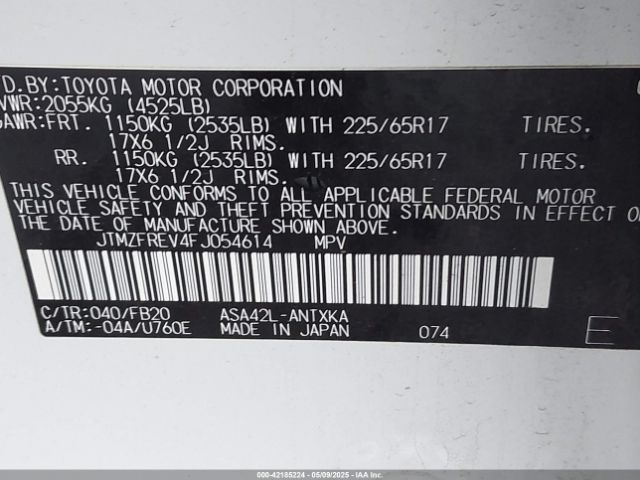 D.BY:TOYOTA MOTOR CORPORATION
VWR:2055KG (4525LB)
GAWR:FRT. 1150KG (2535LB) WITH 225/65R17 TIRES.
17X6 1/2J RIMS.
RR. 1150KG (2535LB) WITH 225/65R17 TIRES.
17X6 1/2J RIMS.
THIS VEHICLE CONFORMS TO ALL APPLICABLE FEDERAL MOTOR
VEHICLE SAFETY AND THEFT PREVENTION STANDARDS IN EFFECT
THE DATE OF MANUFACTURE SHOWN ABOVE.
JTMZFREV4FJ054614 MPV
C/TR:040/FB20 ASA42L-ANTXKA
A/TM:-04A/U760E MADE IN JAPAN 074 E
000-42185224 - 05/09/2025 - IAAI.COM